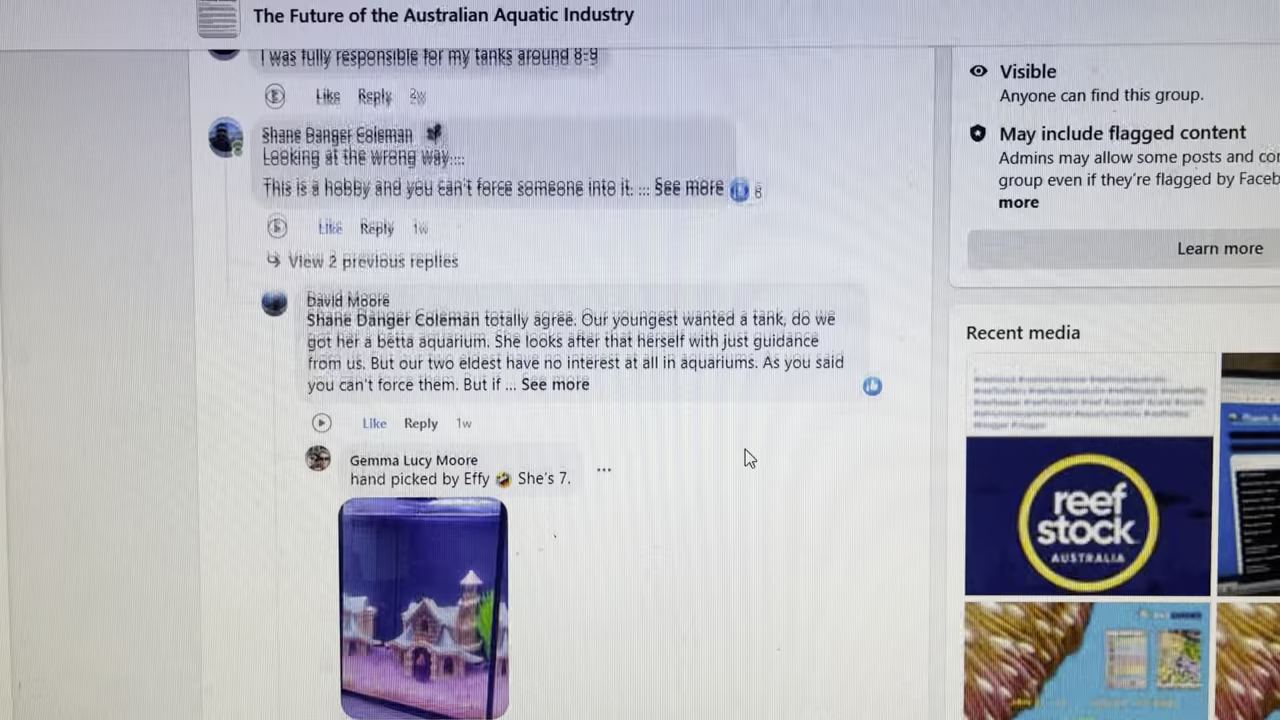 The Future of the Australian Aquatic Industry
I was fully responsible for my tanks around 8-9
Like Reply 2w
Shane Danger Coleman
Looking at the wrong way....
This is a hobby and you can't force someone into it. ... See more 8
Like Reply 1w
View 2 previous replies
David Moore
Shane Danger Coleman totally agree. Our youngest wanted a tank, do we
got her a betta aquarium. She looks after that herself with just guidance
from us. But our two eldest have no interest at all in aquariums. As you said
you can't force them. But if ... See more
Like Reply 1w
Gemma Lucy Moore
hand picked by Effy 🤣 She's 7.
...
Visible
Anyone can find this group.
May include flagged content
Admins may allow some posts and
group even if they're flagged by
more
Learn more
Recent media
reef
stock
AUSTRALIA